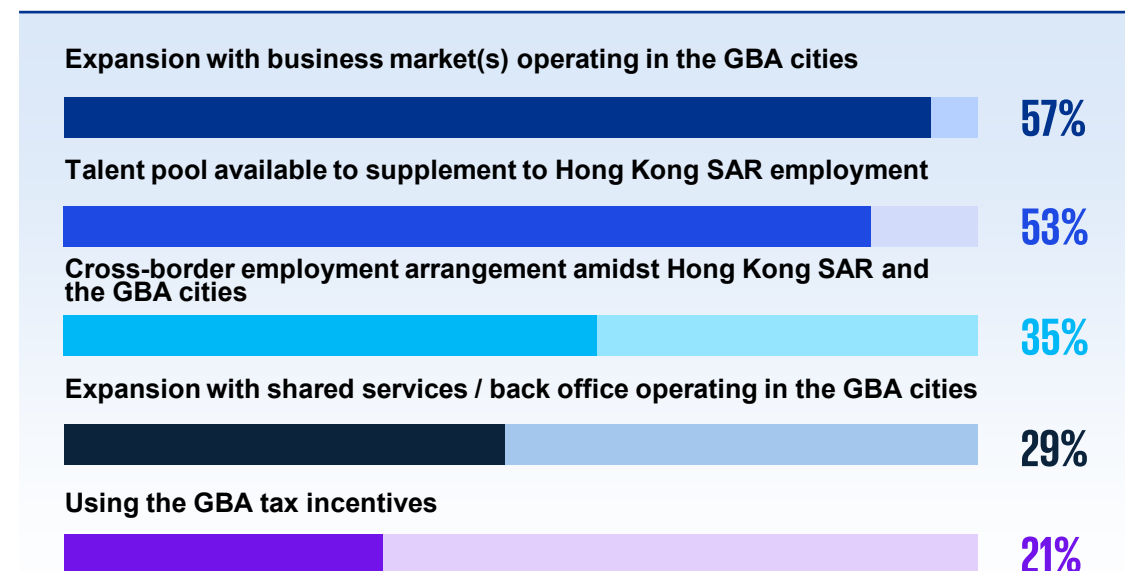 Expansion with business market(s) operating in the GBA cities
57%
Talent pool available to supplement to Hong Kong SAR employment
53%
Cross-border employment arrangement amidst Hong Kong SAR and
the GBA cities
35%
Expansion with shared services / back office operating in the GBA cities
29%
Using the GBA tax incentives
21%